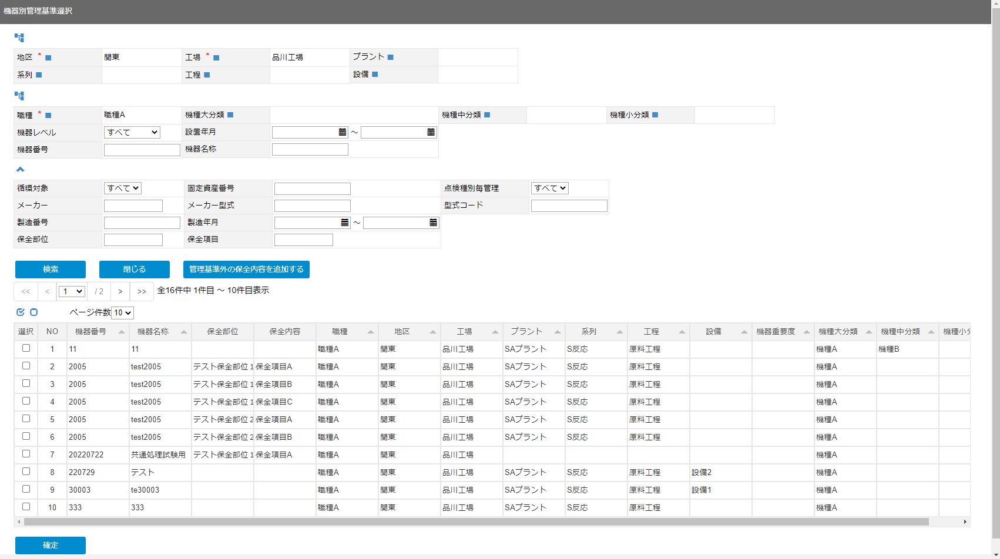 機器別管理基準選択
地区 * 関東 工場 * 品川工場 プラント
系列 工程 設備
職種 * 職種A 機種大分類 機種中分類 機種小分類
機器レベル すべて 設置年月 ～
機器番号 機器名称
循環対象 すべて 固定資産番号 点検種別毎管理 すべて
メーカー メーカー型式 型式コード
製造番号 製造年月 ～
保全部位 保全項目
検索 閉じる 管理基準外の保全内容を追加する
<< < 1 / 2 > >> 全16件中 1件目 ～ 10件目表示
ページ件数 10
選択 NO 機器番号 機器名称 保全部位 保全内容 職種 地区 工場 プラント 系列 工程 設備 機器重要度 機種大分類 機種中分類 機種小
1 11 11 職種A 関東 品川工場 SAプラント S反応 原料工程 機種A 機種B
2 2005 test2005 テスト保全部位1 保全項目A 職種A 関東 品川工場 SAプラント S反応 原料工程 機種A
3 2005 test2005 テスト保全部位1 保全項目B 職種A 関東 品川工場 SAプラント S反応 原料工程 機種A
4 2005 test2005 テスト保全部位1 保全項目C 職種A 関東 品川工場 SAプラント S反応 原料工程 機種A
5 2005 test2005 テスト保全部位2 保全項目A 職種A 関東 品川工場 SAプラント S反応 原料工程 機種A
6 2005 test2005 テスト保全部位2 保全項目B 職種A 関東 品川工場 SAプラント S反応 原料工程 機種A
7 20220722 共通処理試験用 テスト保全部位1 保全項目A 職種A 関東 品川工場 機種A
8 220729 テスト 職種A 関東 品川工場 SAプラント S反応 原料工程 設備2 機種A
9 30003 te30003 職種A 関東 品川工場 SAプラント S反応 原料工程 設備1 機種A
10 333 333 職種A 関東 品川工場 SAプラント S反応 原料工程 機種A
確定